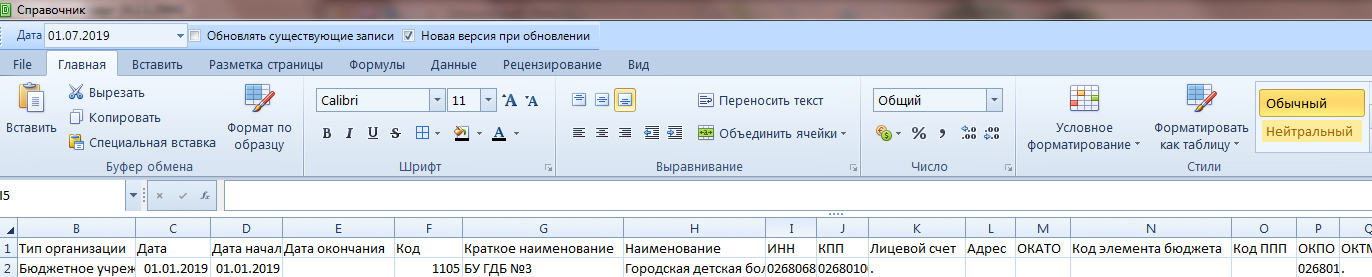 Справочник
Дата 01.07.2019 Обновлять существующие записи Новая версия при обновлении
File Главная Вставить Разметка страницы Формулы Данные Рецензирование Вид
Вырезать Calibri 11 A A Переносить текст Общий Обычный
Вставить Копировать Формат по образцу Ж К Ч S А Объединить ячейки % , ,00 ,00 Условное форматирование Форматировать как таблицу Нейтральный
Специальная вставка
Буфер обмена Шрифт Выравнивание Число Стили
I5 fx
B C D E F G H I J K L M N O P Q
1 Тип организации Дата Дата начал Дата окончания Код Краткое наименование Наименование ИНН КПП Лицевой счет Адрес ОКАТО Код элемента бюджета Код ППП ОКПО ОКТМ
2 Бюджетное учреж 01.01.2019 01.01.2019 1105 БУ ГДБ №3 Городская детская бол 0268068 0268010 . 026801 .